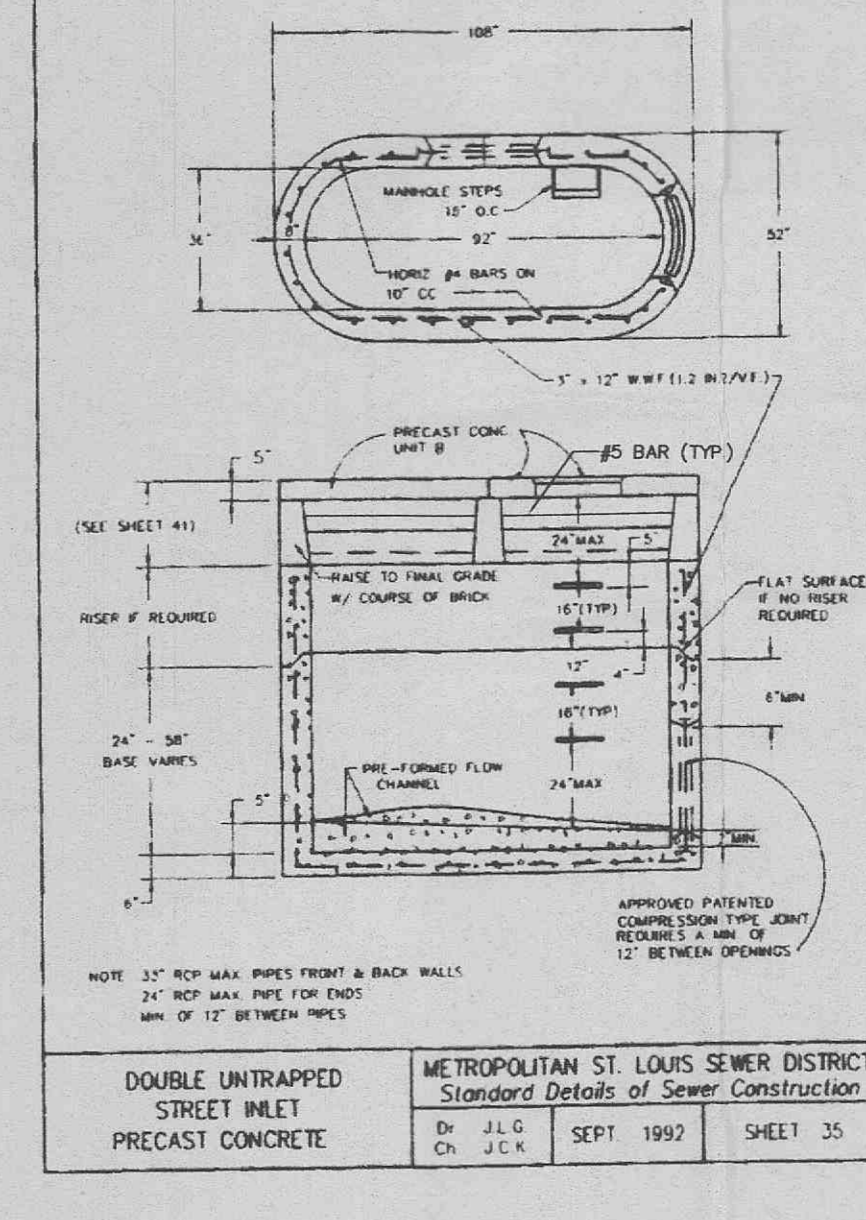 108"
MANHOLE STEPS
15" O.C
36"
8"
92"
52"
HORIZ #4 BARS ON
10" CC
3" x 12" W.W.F (1.2 IN.2/V.F.)
PRECAST CONC
UNIT B
#5 BAR (TYP.)
5"
(SEE SHEET 41)
24" MAX
5"
RAISE TO FINAL GRADE
W/ COURSE OF BRICK
16" (TYP)
FLAT SURFACE
IF NO RISER
REQUIRED
RISER IF REQUIRED
12"
4"
6" MIN
16" (TYP)
24" - 58"
BASE VARIES
PRE-FORMED FLOW
CHANNEL
24" MAX
5"
MIN
6"
APPROVED PATENTED
COMPRESSION TYPE JOINT
REQUIRES A MIN OF
12" BETWEEN OPENINGS
NOTE RCP MAX. PIPES FRONT & BACK WALLS
24" RCP MAX. PIPE FOR ENDS
MIN OF 12" BETWEEN PIPES
DOUBLE UNTRAPPED
STREET INLET
PRECAST CONCRETE
METROPOLITAN ST. LOUIS SEWER DISTRICT
Standard Details of Sewer Construction
Dr J.L.G
Ch J.C.K
SEPT. 1992
SHEET 35